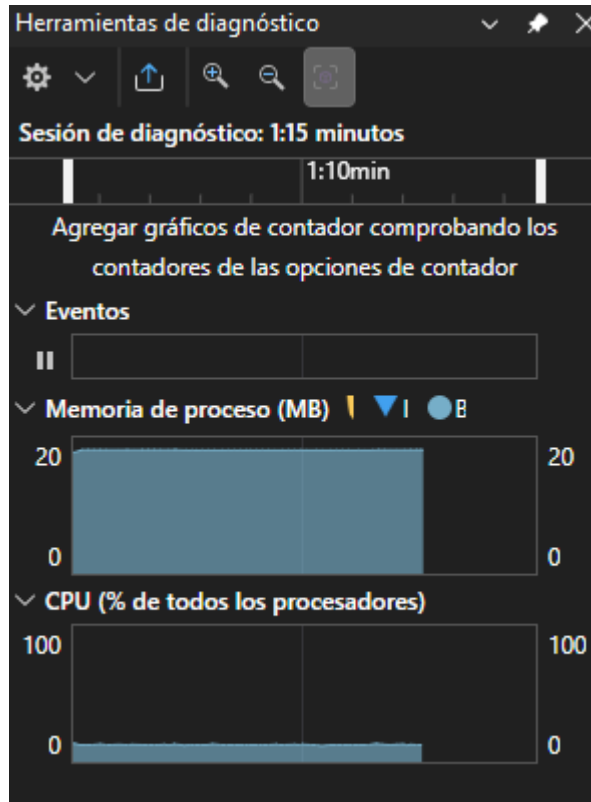 Herramientas de diagnóstico
Sesión de diagnóstico: 1:15 minutos
1:10min
Agregar gráficos de contador comprobando los
contadores de las opciones de contador
Eventos
Memoria de proceso (MB)
20 20
0 0
CPU (% de todos los procesadores)
100 100
0 0